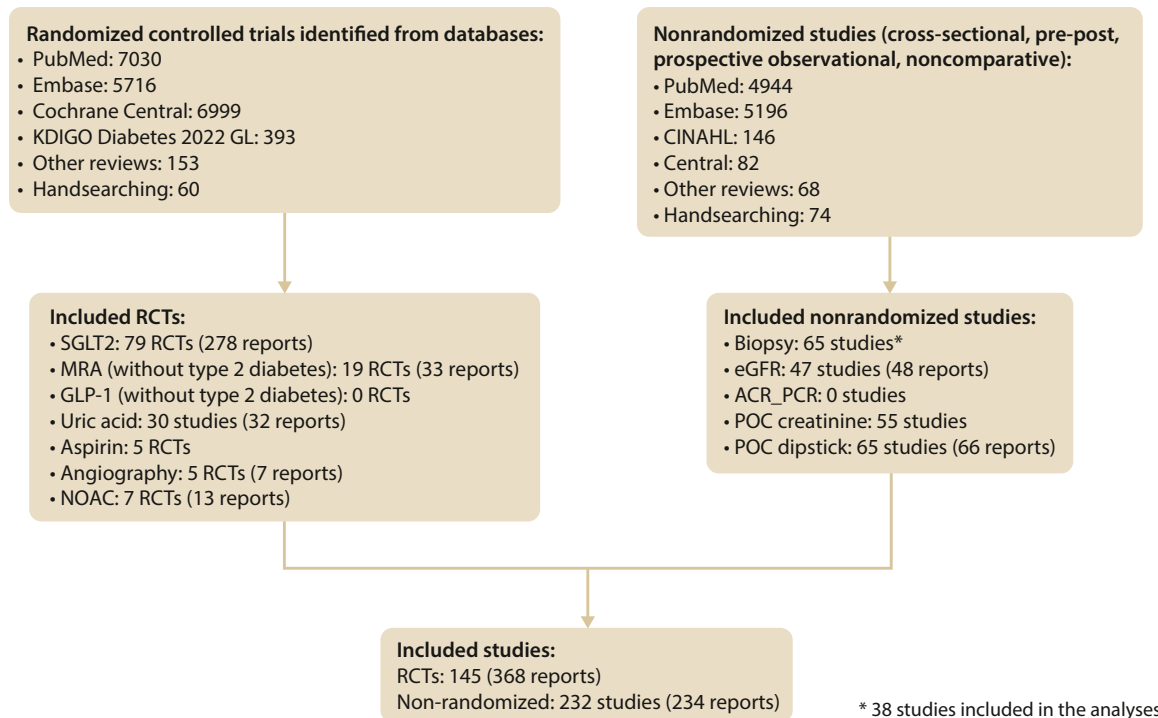 Randomized controlled trials identified from databases:
• PubMed: 7030
• Embase: 5716
• Cochrane Central: 6999
• KDIGO Diabetes 2022 GL: 393
• Other reviews: 153
• Handsearching: 60
Nonrandomized studies (cross-sectional, pre-post,
prospective observational, noncomparative):
• PubMed: 4944
• Embase: 5196
• CINAHL: 146
• Central: 82
• Other reviews: 68
• Handsearching: 74
Included RCTs:
• SGLT2: 79 RCTs (278 reports)
• MRA (without type 2 diabetes): 19 RCTs (33 reports)
• GLP-1 (without type 2 diabetes): 0 RCTs
• Uric acid: 30 studies (32 reports)
• Aspirin: 5 RCTs
• Angiography: 5 RCTs (7 reports)
• NOAC: 7 RCTs (13 reports)
Included nonrandomized studies:
• Biopsy: 65 studies*
• eGFR: 47 studies (48 reports)
• ACR_PCR: 0 studies
• POC creatinine: 55 studies
• POC dipstick: 65 studies (66 reports)
Included studies:
RCTs: 145 (368 reports)
Non-randomized: 232 studies (234 reports)
* 38 studies included in the analyses